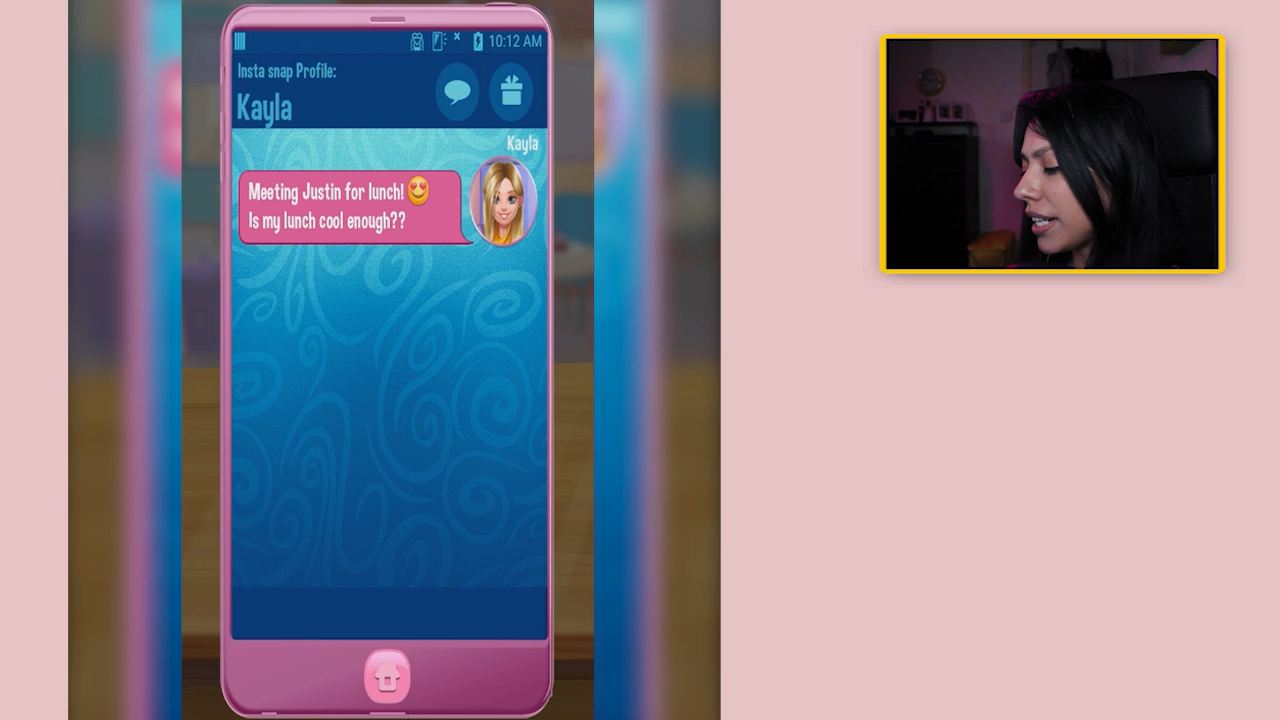 10:12 AM
Insta snap Profile:
Kayla
Kayla
Meeting Justin for lunch!😍
Is my lunch cool enough??